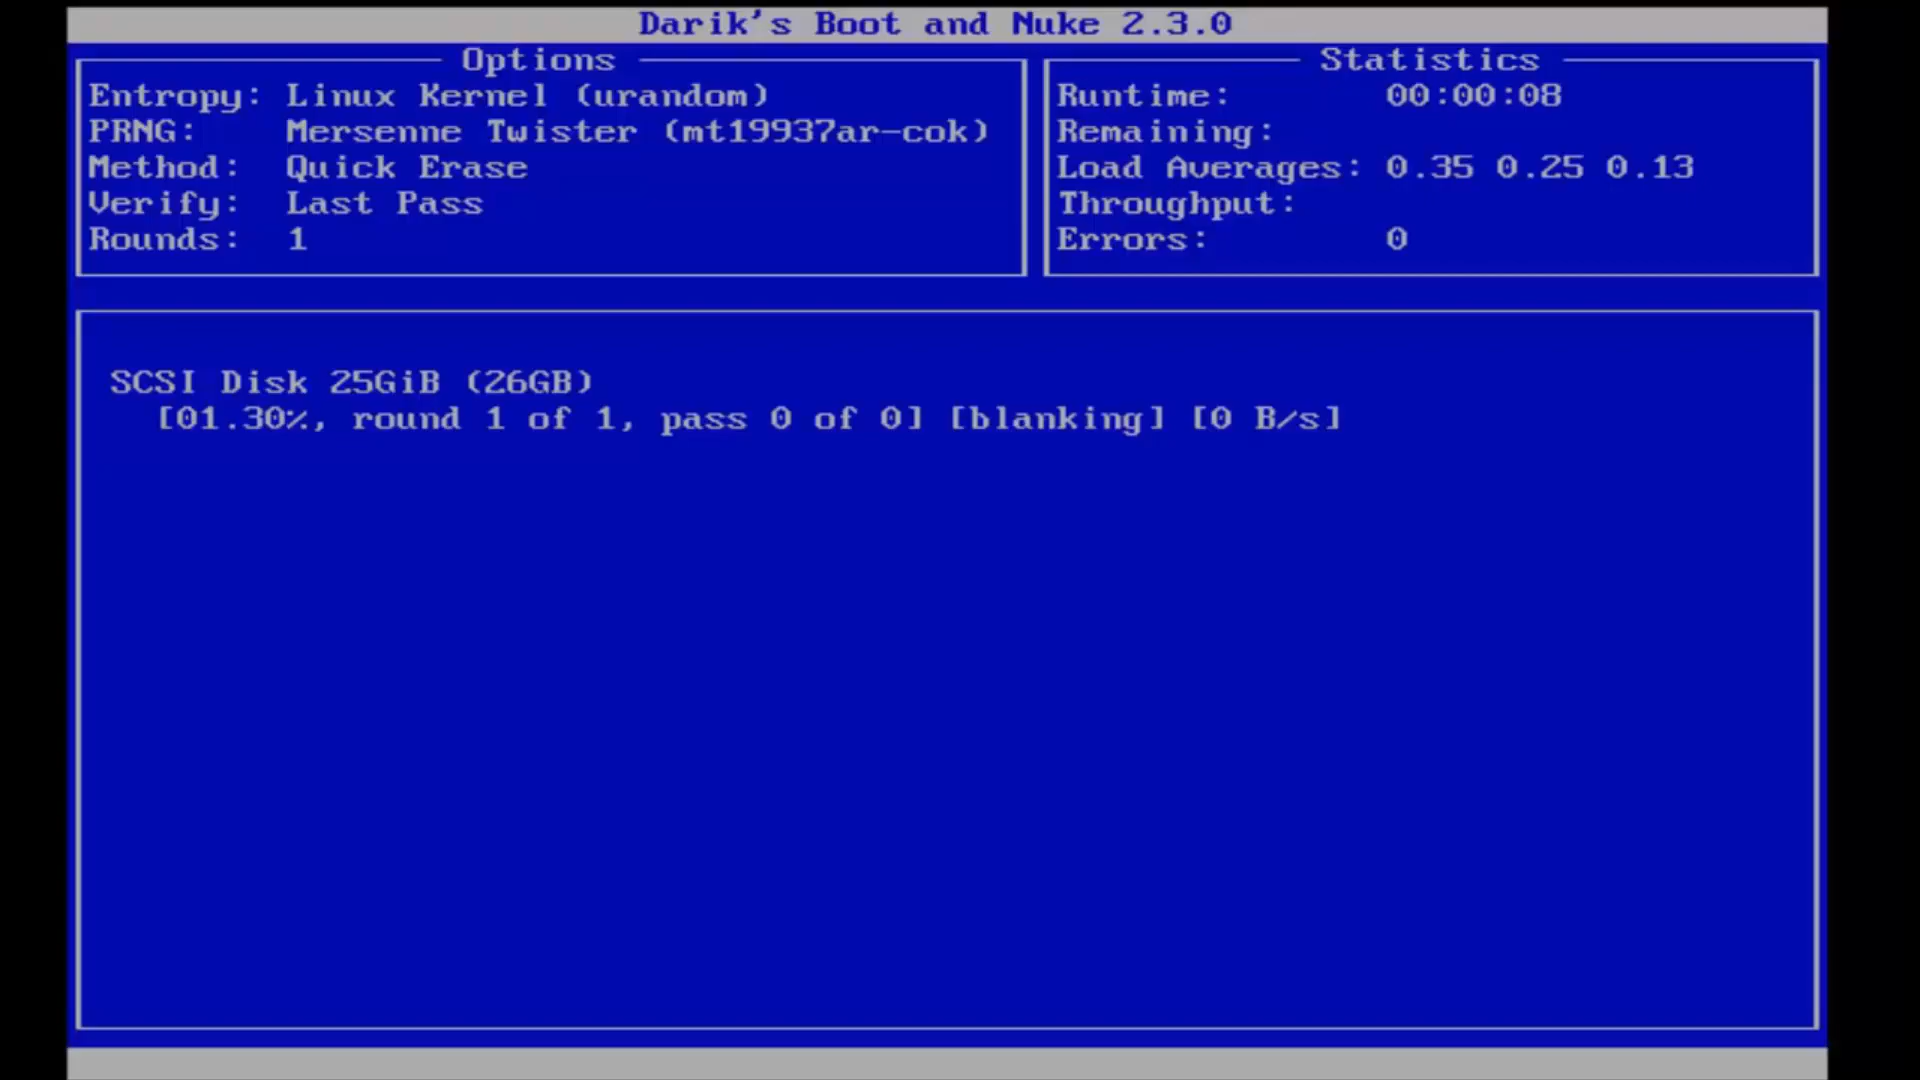 Darik's Boot and Nuke 2.3.0
Options
Entropy: Linux Kernel (urandom)
PRNG: Mersenne Twister (mt19937ar-cok)
Method: Quick Erase
Verify: Last Pass
Rounds: 1
Statistics
Runtime: 00:00:08
Remaining:
Load Averages: 0.35 0.25 0.13
Throughput:
Errors: 0
SCSI Disk 25GiB (26GB)
[01.30%, round 1 of 1, pass 0 of 0] [blanking] [0 B/s]